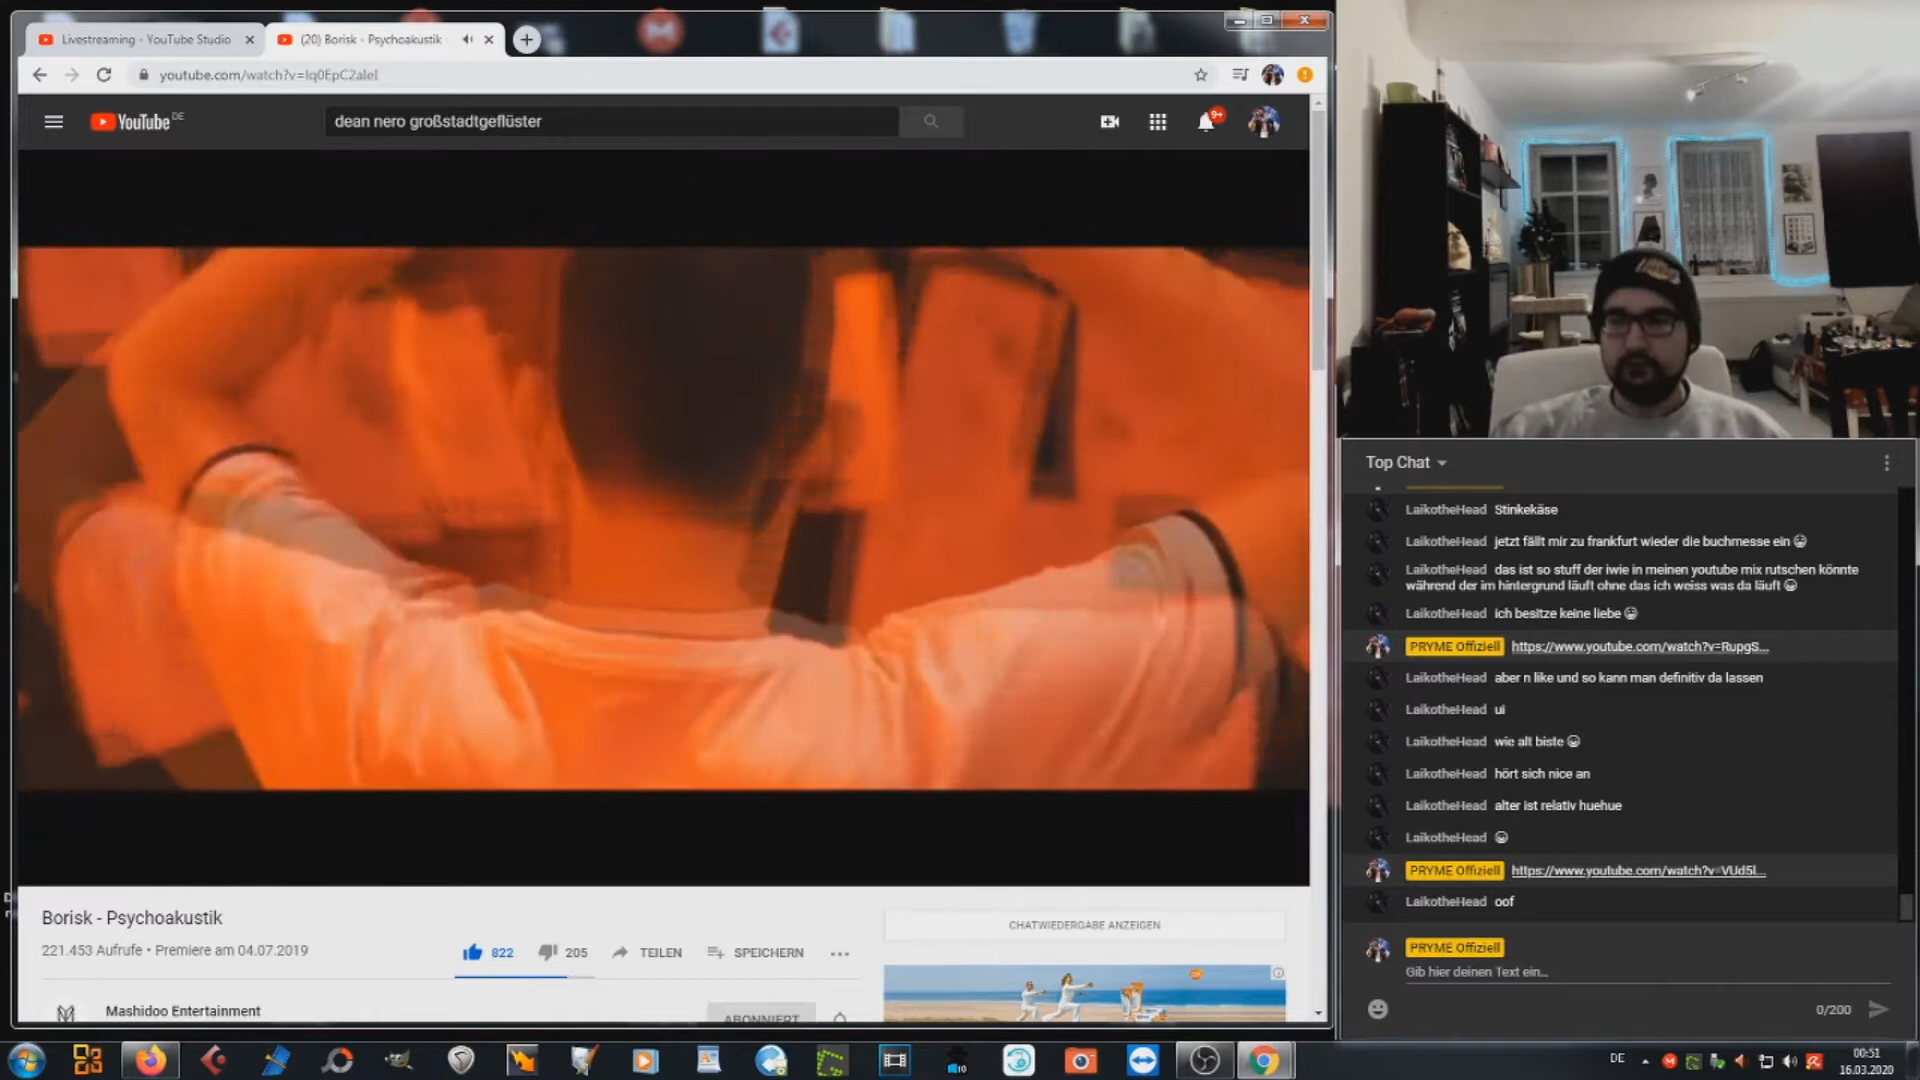 Livestreaming - YouTube Studio
(20) Borisk - Psychoakustik
youtube.com/watch?v=Iq0EpC2aIeI
YouTube DE
dean nero großstadtgeflüster
9+
Borisk - Psychoakustik
221.453 Aufrufe • Premiere am 04.07.2019
822
205
TEILEN
SPEICHERN
CHATWIEDERGABE ANZEIGEN
Mashidoo Entertainment
ABONNIERT
Top Chat
LaikotheHead Stinkekäse
LaikotheHead jetzt fällt mir zu frankfurt wieder die buchmesse ein
LaikotheHead das ist so stuff der iwie in meinen youtube mix rutschen könnte
während der im hintergrund läuft ohne das ich weiss was da läuft
LaikotheHead ich besitze keine liebe
PRYME Offiziell https://www.youtube.com/watch?v=RupgS...
LaikotheHead aber n like und so kann man definitiv da lassen
LaikotheHead ui
LaikotheHead wie alt biste
LaikotheHead hört sich nice an
LaikotheHead alter ist relativ huehue
LaikotheHead
PRYME Offiziell https://www.youtube.com/watch?v=VUd5l...
LaikotheHead oof
PRYME Offiziell
Gib hier deinen Text ein...
0/200
DE
00:51
16.03.2020